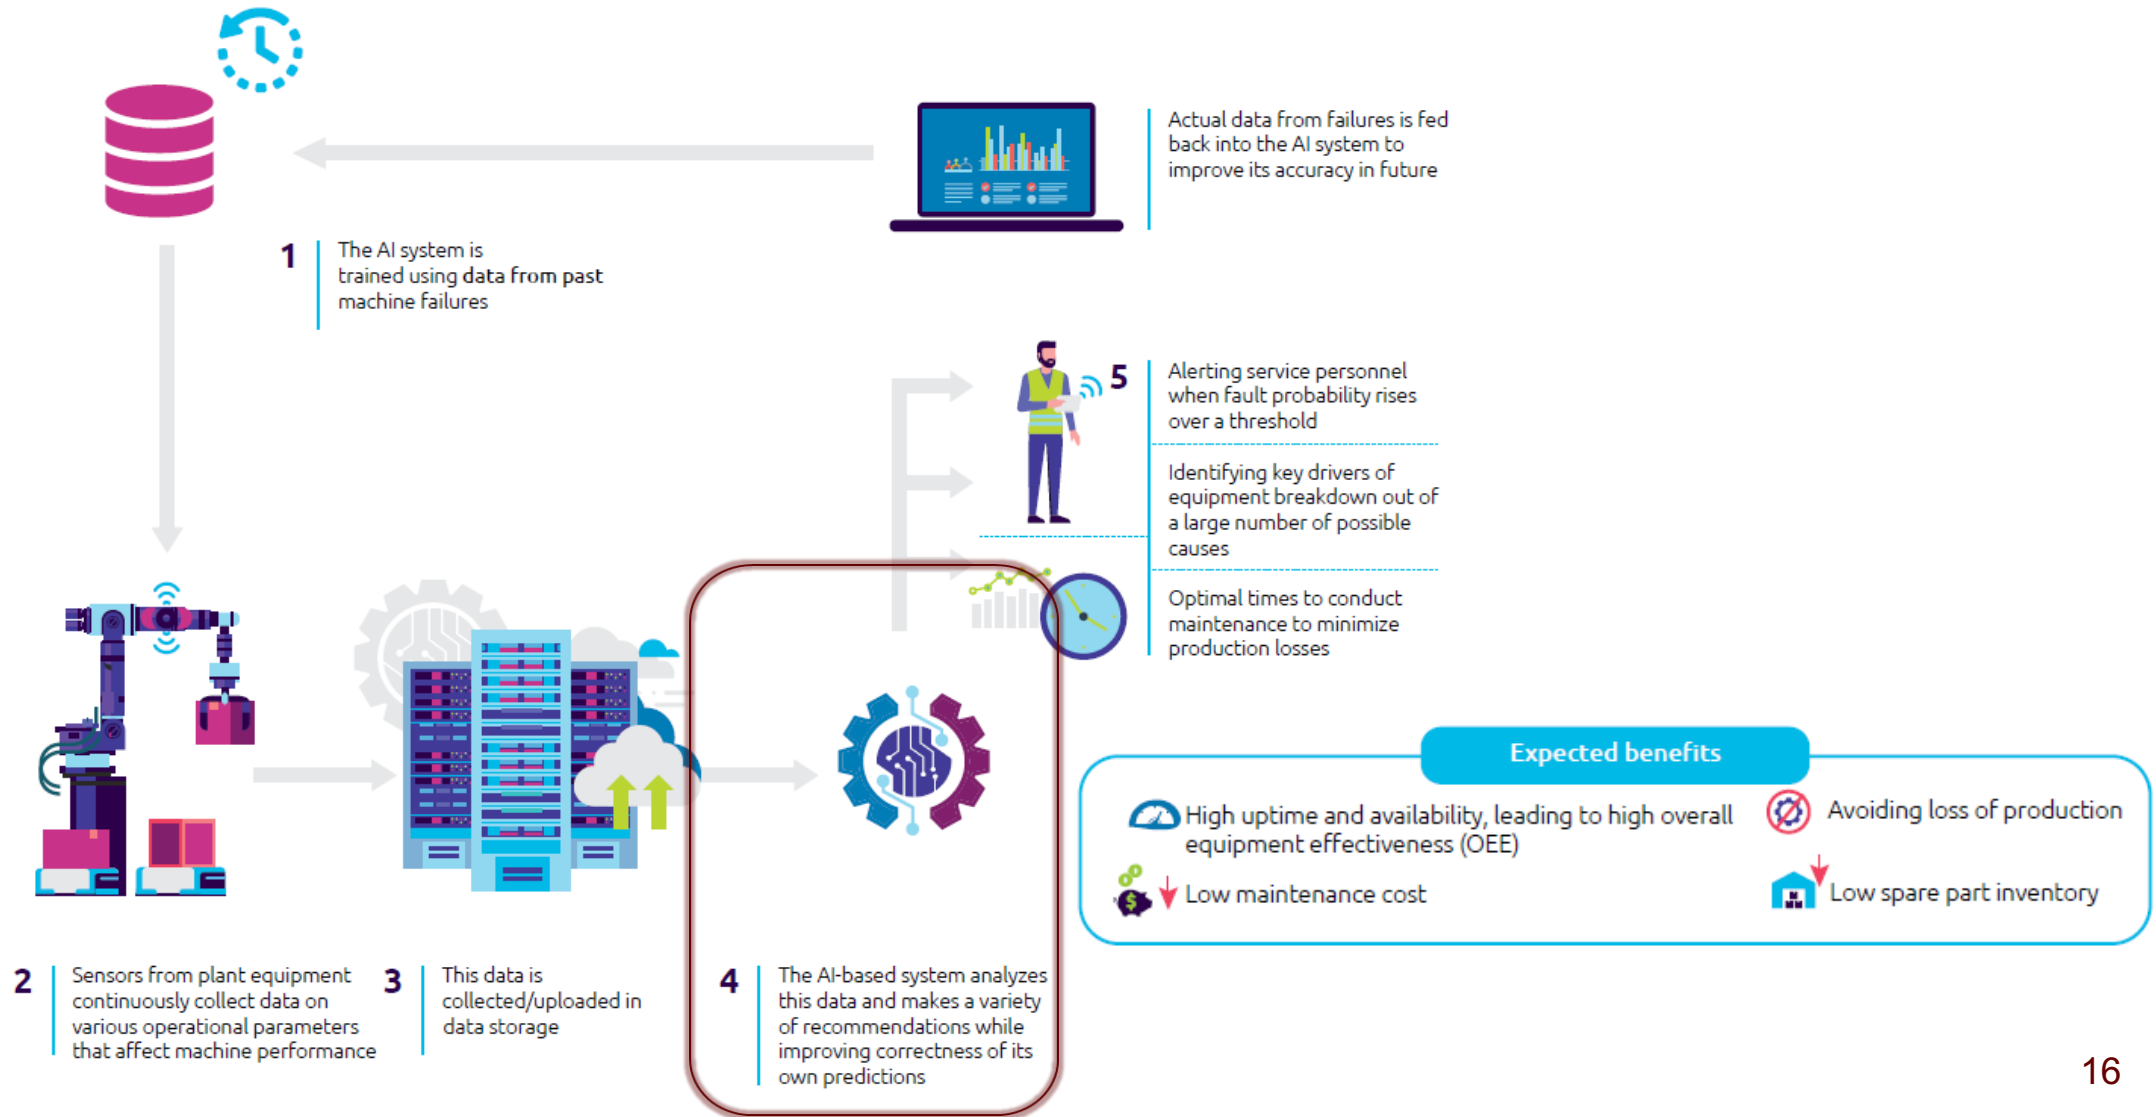 Actual data from failures is fed
back into the AI system to
improve its accuracy in future
1
The AI system is
trained using data from past
machine failures
5
Alerting service personnel
when fault probability rises
over a threshold
Identifying key drivers of
equipment breakdown out of
a large number of possible
causes
Optimal times to conduct
maintenance to minimize
production losses
Expected benefits
High uptime and availability, leading to high overall
equipment effectiveness (OEE)
Avoiding loss of production
$
Low maintenance cost
Low spare part inventory
2
Sensors from plant equipment
continuously collect data on
various operational parameters
that affect machine performance
3
This data is
collected/uploaded in
data storage
4
The AI-based system analyzes
this data and makes a variety
of recommendations while
improving correctness of its
own predictions
16